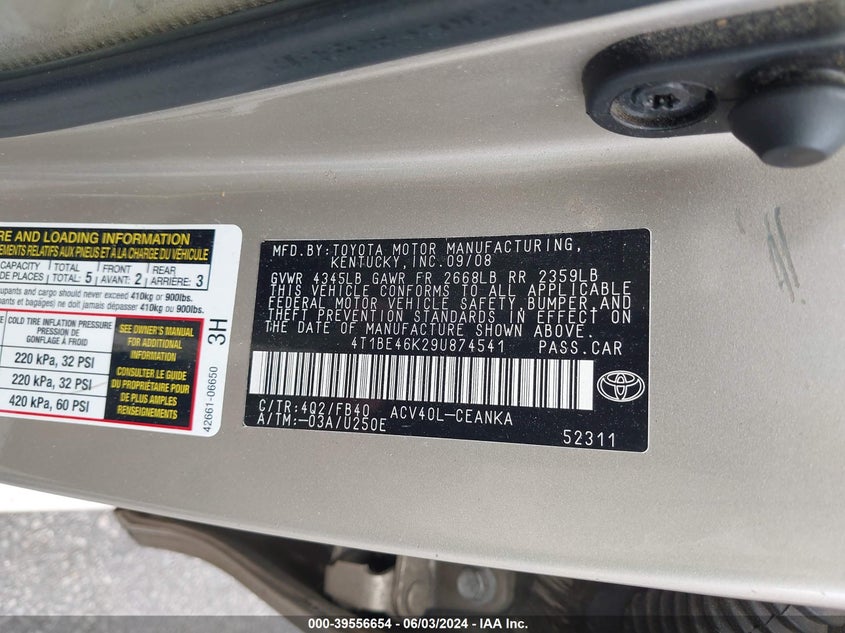 RE AND LOADING INFORMATION
EMENTS RELATIFS AUX PNEUS ET À LA CHARGE DU VÉHICULE
CAPACITY TOTAL 5 FRONT 2 REAR 3
DE PLACES TOTAL: AVANT: ARRIÈRE:
upants and cargo should never exceed 410kg or 900lbs.
pants et bagages) ne doit jamais dépasser 410kg ou 900lbs.
COLD TIRE INFLATION PRESSURE
PRESSION DE
GONFLAGE À FROID
220 kPa, 32 PSI
220 kPa, 32 PSI
420 kPa, 60 PSI
SEE OWNER'S MANUAL
FOR ADDITIONAL
INFORMATION
VOIR LE GUIDE
DU PROPRIÉTAIRE
POUR DE PLUS
AMPLES
RENSEIGNEMENTS
3H
42661-06650
MFD.BY:TOYOTA MOTOR MANUFACTURING,
KENTUCKY, INC.09/08
GVWR 4345LB GAWR FR 2668LB RR 2359LB
THIS VEHICLE CONFORMS TO ALL APPLICABLE
FEDERAL MOTOR VEHICLE SAFETY, BUMPER, AND
THEFT PREVENTION STANDARDS IN EFFECT ON
THE DATE OF MANUFACTURE SHOWN ABOVE.
4T1BE46K29U874541 PASS.CAR
C/TR:4Q2/FB40 ACV40L-CEANKA
A/TM:-03A/U250E
52311
000-39556654 - 06/03/2024 - IAA Inc.